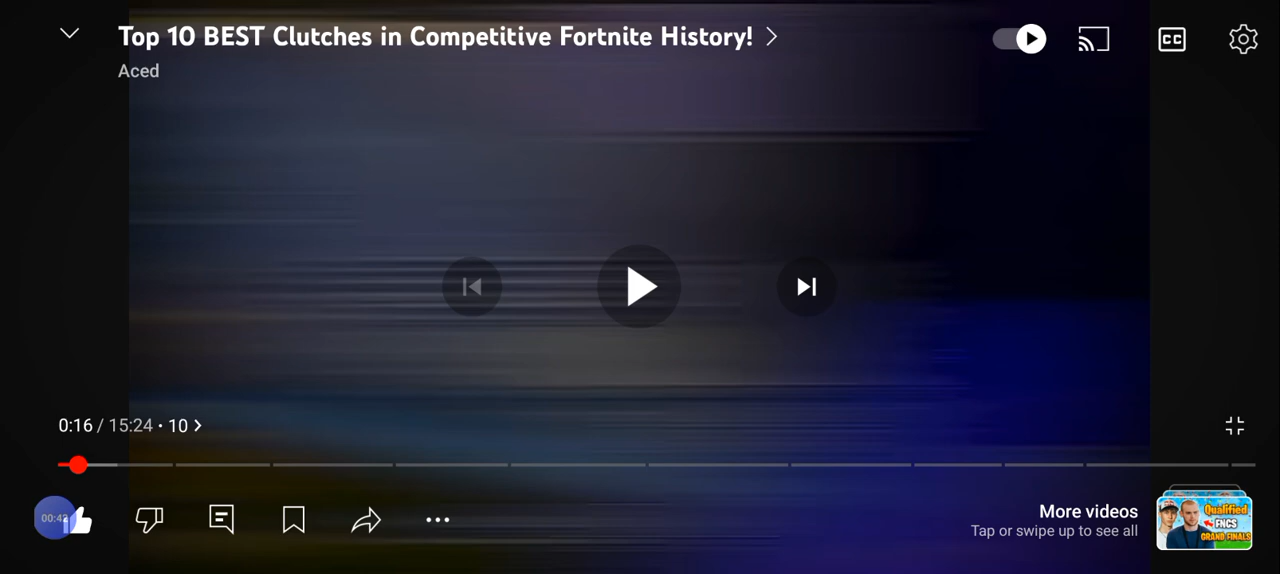 Top 10 BEST Clutches in Competitive Fortnite History!
Aced
CC
0:16 / 15:24 • 10
00:42
More videos
Tap or swipe up to see all
Qualified
FNCS
GRAND FINALS